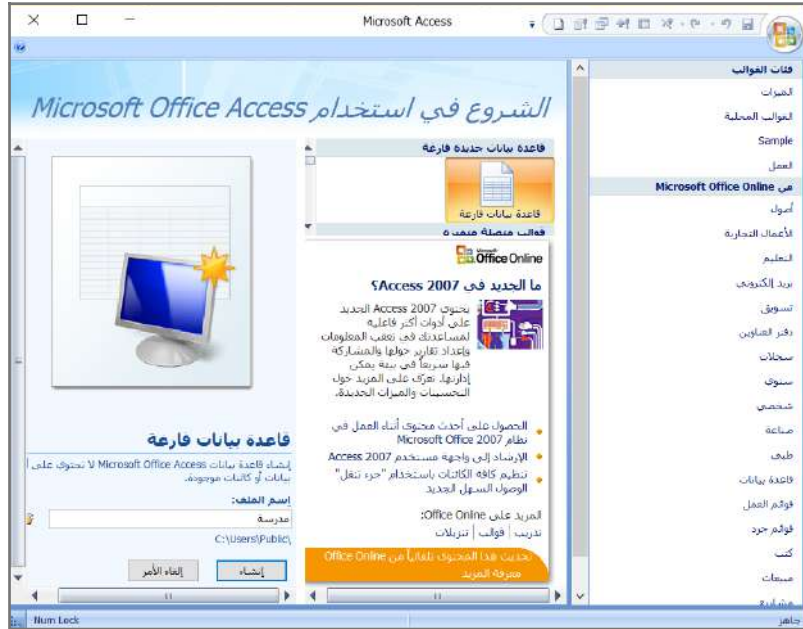 Microsoft Access
فئات القوالب
الميزات
القوالب المحلية
Sample
العمل
من Microsoft Office Online
أصول
الأعمال التجارية
التعليم
بريد إلكتروني
تسويق
دفتر العناوين
سجلات
سنوي
شخصي
صناعة
طبي
قاعدة بيانات
قوائم العمل
قوائم جرد
كتب
مبيعات
مشاريع
الشروع في استخدام Microsoft Office Access
قاعدة بيانات جديدة فارغة
قاعدة بيانات فارغة
قوالب متصلة متميزة
Microsoft
Office Online
ما الجديد في Access 2007؟
يحتوي Access 2007 الجديد
على أدوات أكثر فاعلية
لمساعدتك في تعقب المعلومات
وإعداد تقارير حولها والمشاركة
فيها سريعاً في بيئة يمكن
إدارتها. تعرّف على المزيد حول
التحسينات والميزات الجديدة.
الحصول على أحدث محتوى أثناء العمل في
نظام Microsoft Office 2007
الإرشاد إلى واجهة مستخدم Access 2007
تنظيم كافة الكائنات باستخدام "جزء تنقل"
الوصول السهل الجديد
المزيد على Office Online:
تدريب | قوالب | تنزيلات
تحديث هذا المحتوى تلقائياً من Office Online
معرفة المزيد
قاعدة بيانات فارغة
إنشاء قاعدة بيانات Microsoft Office Access لا تحتوي على أ
بيانات أو كائنات موجودة.
اسم الملف:
مدرسة
C:\Users\Public\
إنشاء
إلغاء الأمر
جاهز
Num Lock